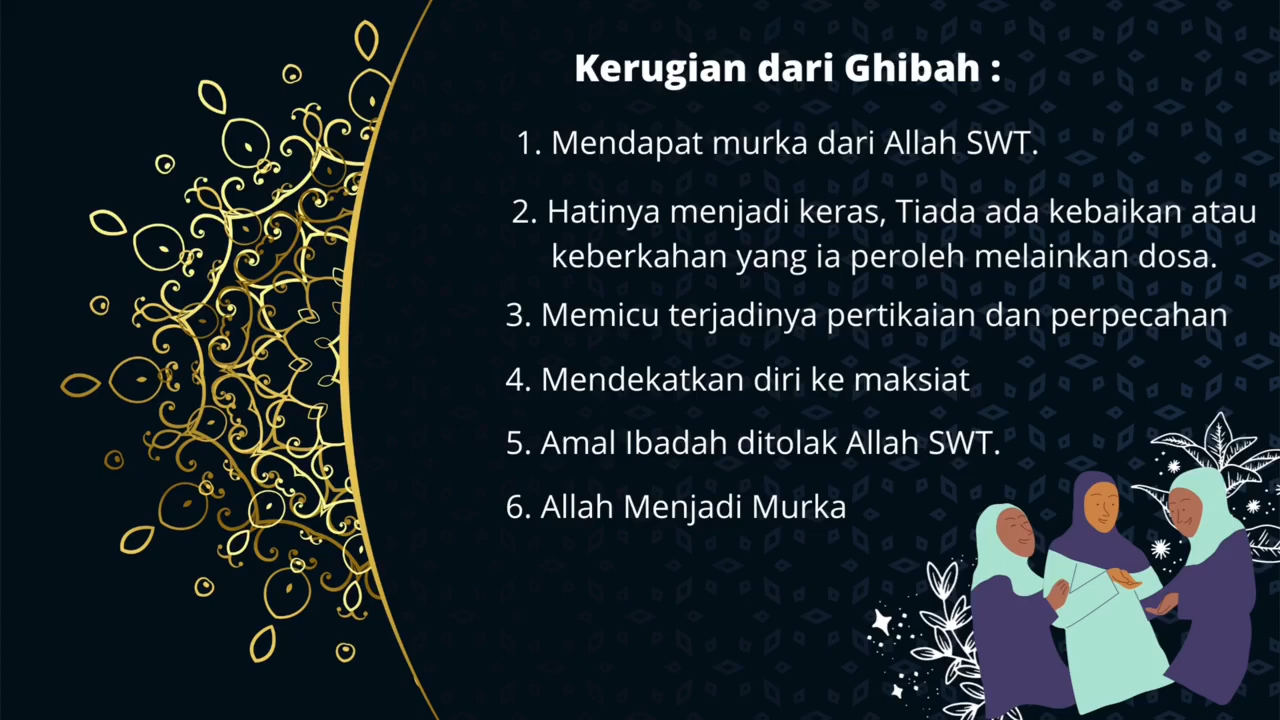 Kerugian dari Ghibah :
1. Mendapat murka dari Allah SWT.
2. Hatinya menjadi keras, Tiada ada kebaikan atau
keberkahan yang ia peroleh melainkan dosa.
3. Memicu terjadinya pertikaian dan perpecahan
4. Mendekatkan diri ke maksiat
5. Amal Ibadah ditolak Allah SWT.
6. Allah Menjadi Murka